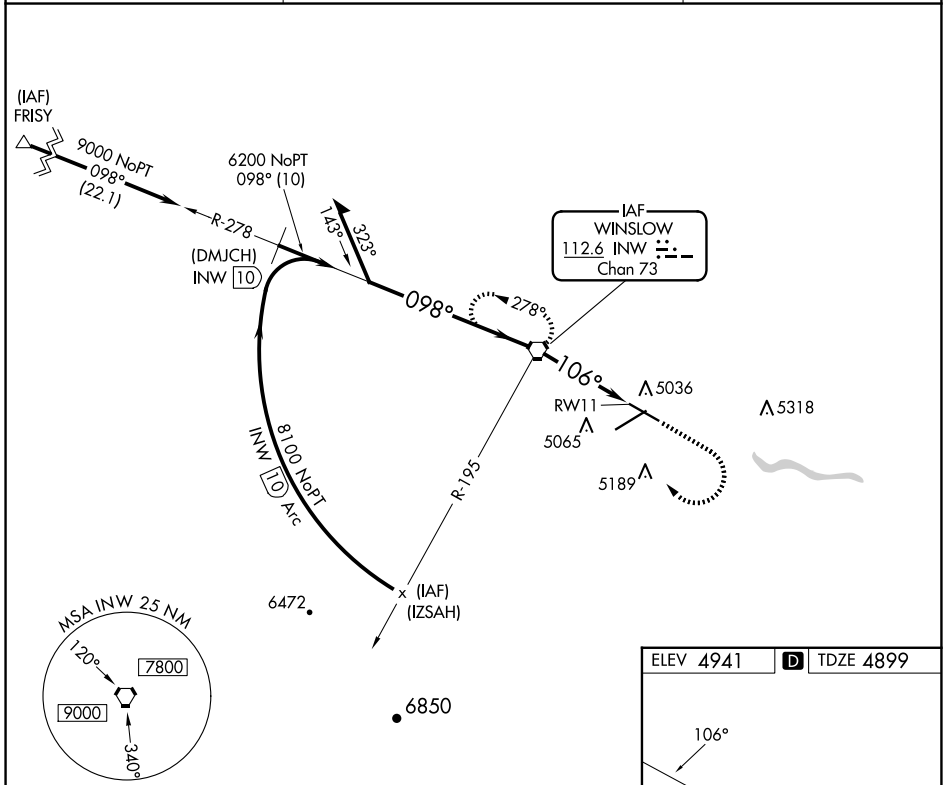 (IAF)
FRISY
9000 NoPT
098°
(22.1)
R-278
6200 NoPT
098° (10)
(DMJCH)
INW 10
143°
323°
098°
278°
IAF
WINSLOW
112.6 INW
Chan 73
106°
RW11
5036
5065
5318
5189
8100 NoPT
INW 10 Arc
R-195
(IAF)
(IZSAH)
6472
6850
MSA INW 25 NM
120°
7800
9000
340°
ELEV 4941 D TDZE 4899
106°